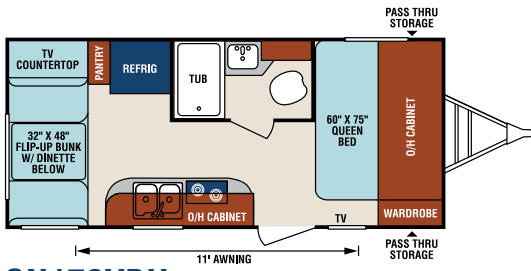 PASS THRU
STORAGE
TV
COUNTERTOP
PANTRY
REFRIG
TUB
32" X 48"
FLIP-UP BUNK
W/ DINETTE
BELOW
60" X 75"
QUEEN
BED
O/H CABINET
O/H CABINET
TV
WARDROBE
11' AWNING
PASS THRU
STORAGE